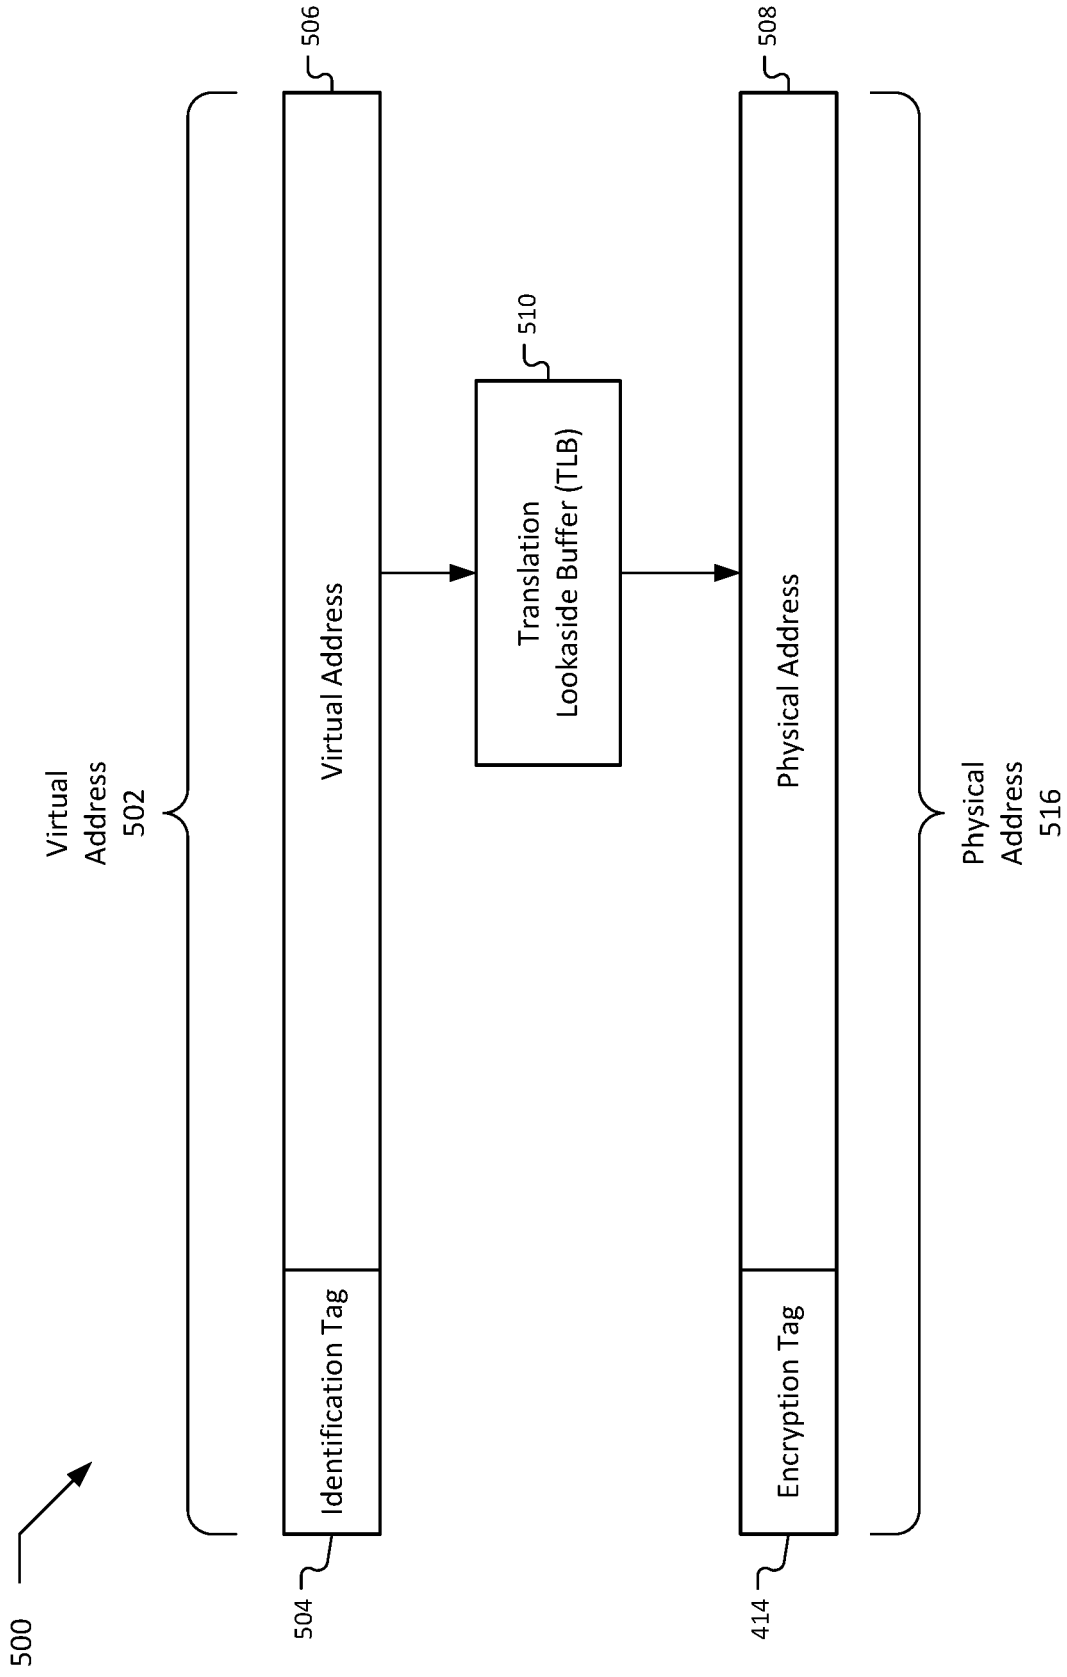 500
Virtual
Address
502
504
Identification Tag
Virtual Address
506
Translation
Lookaside Buffer (TLB)
510
414
Encryption Tag
Physical Address
508
Physical
Address
516